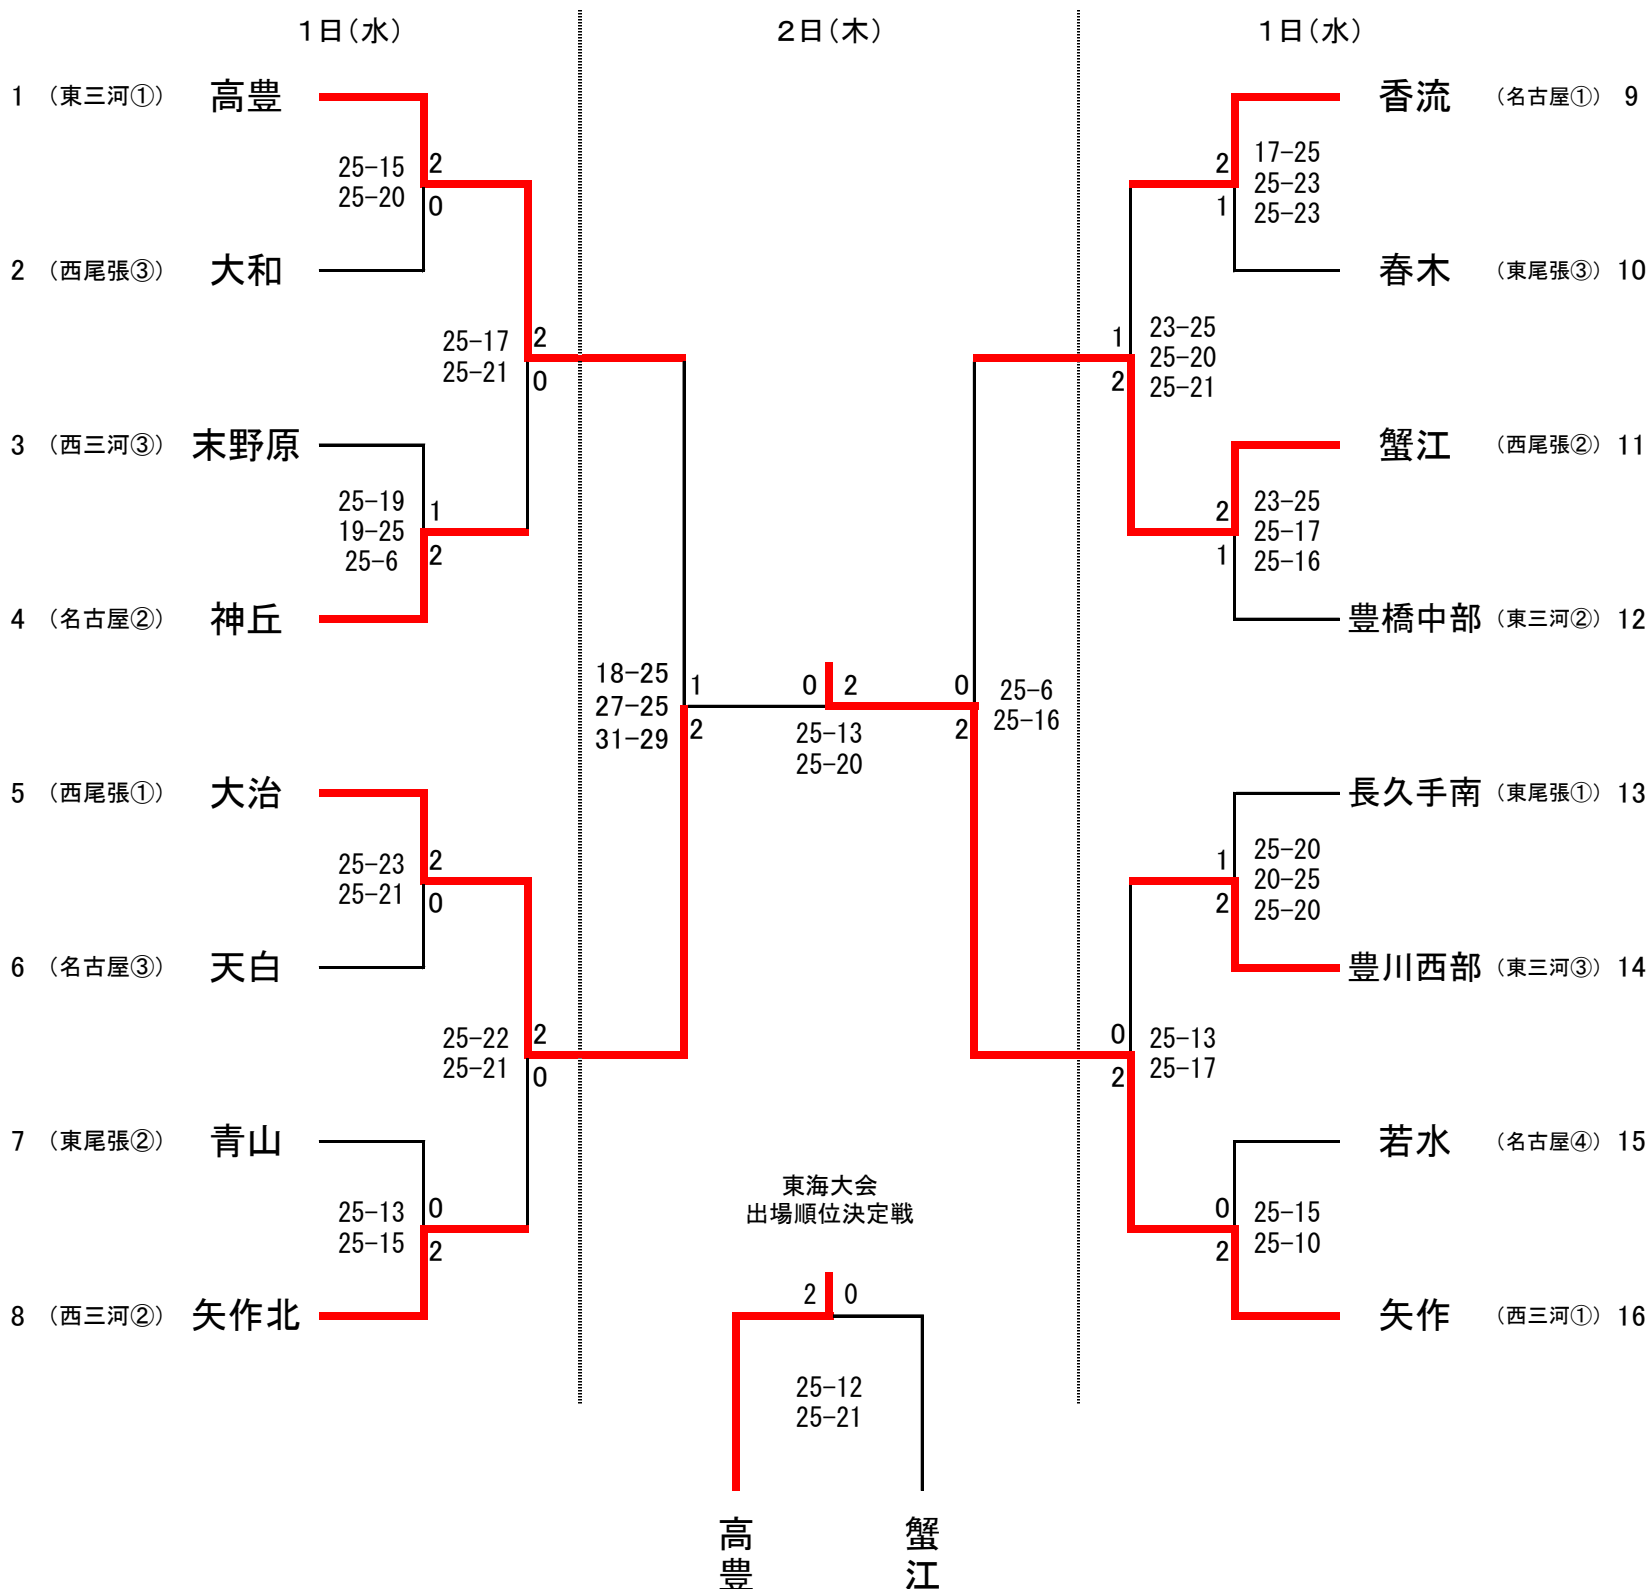 1日（水）
2日（木）
1日（水）
1 （東三河①） 高豊
25-15
25-20
2
0
2 （西尾張③） 大和
25-17
25-21
2
0
3 （西三河③） 末野原
25-19
19-25
25-6
1
2
4 （名古屋②） 神丘
18-25
27-25
31-29
1
2
5 （西尾張①） 大治
25-23
25-21
2
0
6 （名古屋③） 天白
25-22
25-21
2
0
7 （東尾張②） 青山
25-13
25-15
0
2
8 （西三河②） 矢作北
0 2
25-13
25-20
香流 （名古屋①） 9
2
1
17-25
25-23
25-23
春木 （東尾張③） 10
1
2
23-25
25-20
25-21
蟹江 （西尾張②） 11
2
1
23-25
25-17
25-16
豊橋中部 （東三河②） 12
0
2
25-6
25-16
長久手南 （東尾張①） 13
1
2
25-20
20-25
25-20
豊川西部 （東三河③） 14
0
2
25-13
25-17
若水 （名古屋④） 15
0
2
25-15
25-10
矢作 （西三河①） 16
東海大会
出場順位決定戦
2 0
25-12
25-21
高豊
蟹江